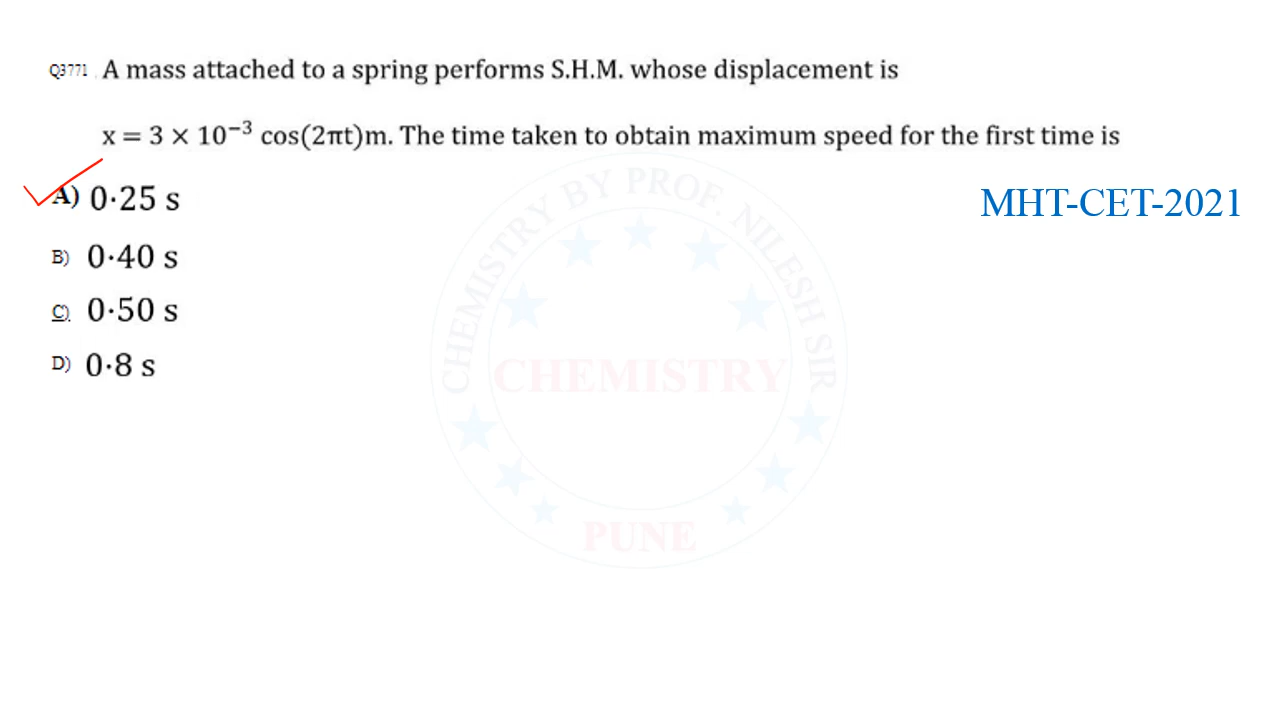 Q3771 . A mass attached to a spring performs S.H.M. whose displacement is
x = 3 × 10⁻³ cos(2πt)m. The time taken to obtain maximum speed for the first time is
A) 0·25 s
MHT-CET-2021
B) 0·40 s
C) 0·50 s
D) 0·8 s
CHEMISTRY BY PROF. NILESH SIR
CHEMISTRY
PUNE